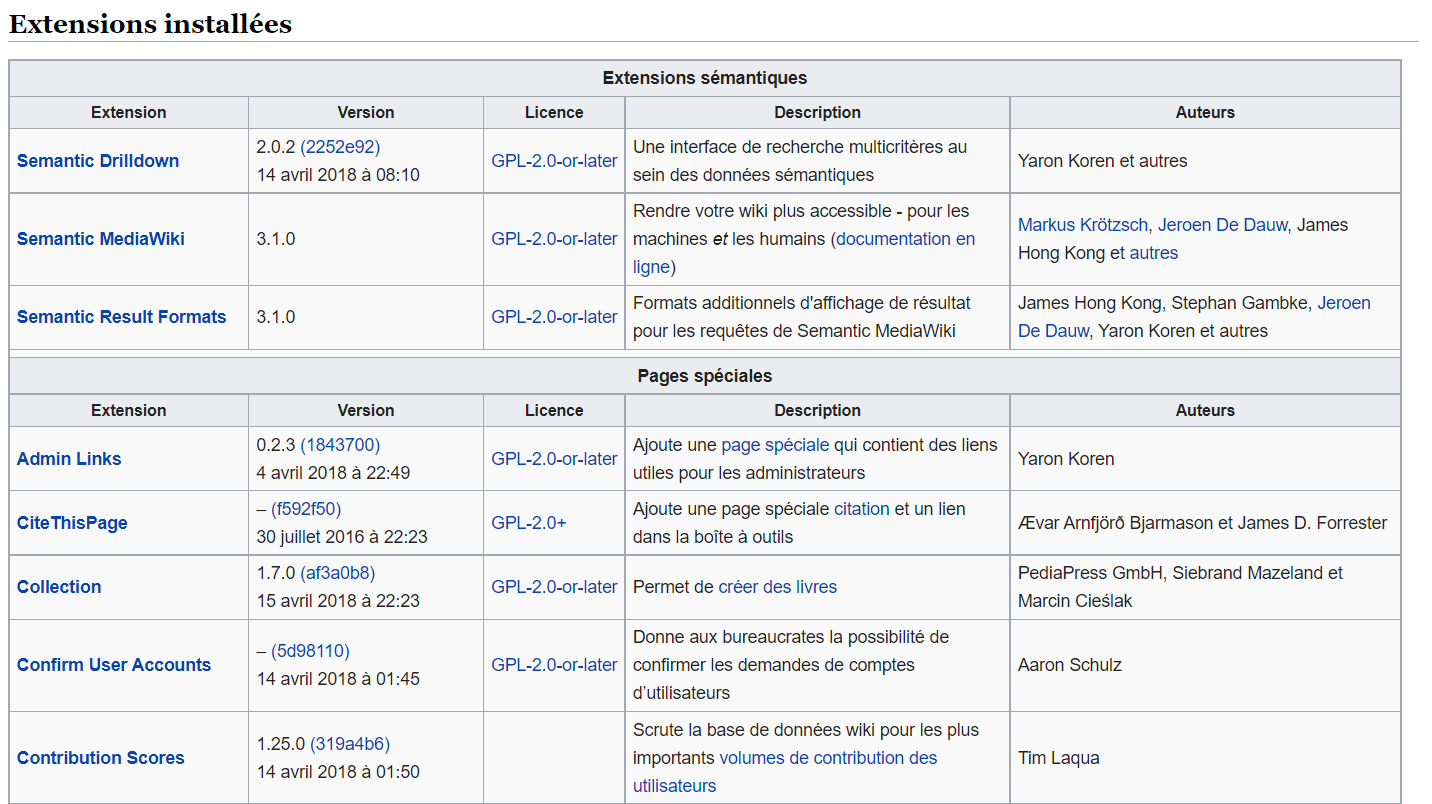 Extensions installées
Extensions sémantiques
Extension Version Licence Description Auteurs
Semantic Drilldown
2.0.2 (2252e92)
14 avril 2018 à 08:10
GPL-2.0-or-later
Une interface de recherche multicritères au
sein des données sémantiques
Yaron Koren et autres
Semantic MediaWiki
3.1.0
GPL-2.0-or-later
Rendre votre wiki plus accessible - pour les
machines et les humains (documentation en
ligne)
Markus Krötzsch, Jeroen De Dauw, James
Hong Kong et autres
Semantic Result Formats
3.1.0
GPL-2.0-or-later
Formats additionnels d'affichage de résultat
pour les requêtes de Semantic MediaWiki
James Hong Kong, Stephan Gambke, Jeroen
De Dauw, Yaron Koren et autres
Pages spéciales
Extension Version Licence Description Auteurs
Admin Links
0.2.3 (1843700)
4 avril 2018 à 22:49
GPL-2.0-or-later
Ajoute une page spéciale qui contient des liens
utiles pour les administrateurs
Yaron Koren
CiteThisPage
– (f592f50)
30 juillet 2016 à 22:23
GPL-2.0+
Ajoute une page spéciale citation et un lien
dans la boîte à outils
Ævar Arnfjörð Bjarmason et James D. Forrester
Collection
1.7.0 (af3a0b8)
15 avril 2018 à 22:23
GPL-2.0-or-later
Permet de créer des livres
PediaPress GmbH, Siebrand Mazeland et
Marcin Cieślak
Confirm User Accounts
– (5d98110)
14 avril 2018 à 01:45
GPL-2.0-or-later
Donne aux bureaucrates la possibilité de
confirmer les demandes de comptes
d’utilisateurs
Aaron Schulz
Contribution Scores
1.25.0 (319a4b6)
14 avril 2018 à 01:50
Scrute la base de données wiki pour les plus
importants volumes de contribution des
utilisateurs
Tim Laqua